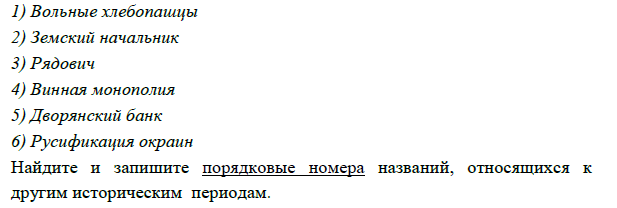 1) Вольные хлебопашцы
2) Земский начальник
3) Рядович
4) Винная монополия
5) Дворянский банк
6) Русификация окраин
Найдите и запишите порядковые номера названий, относящихся к
другим историческим периодам.